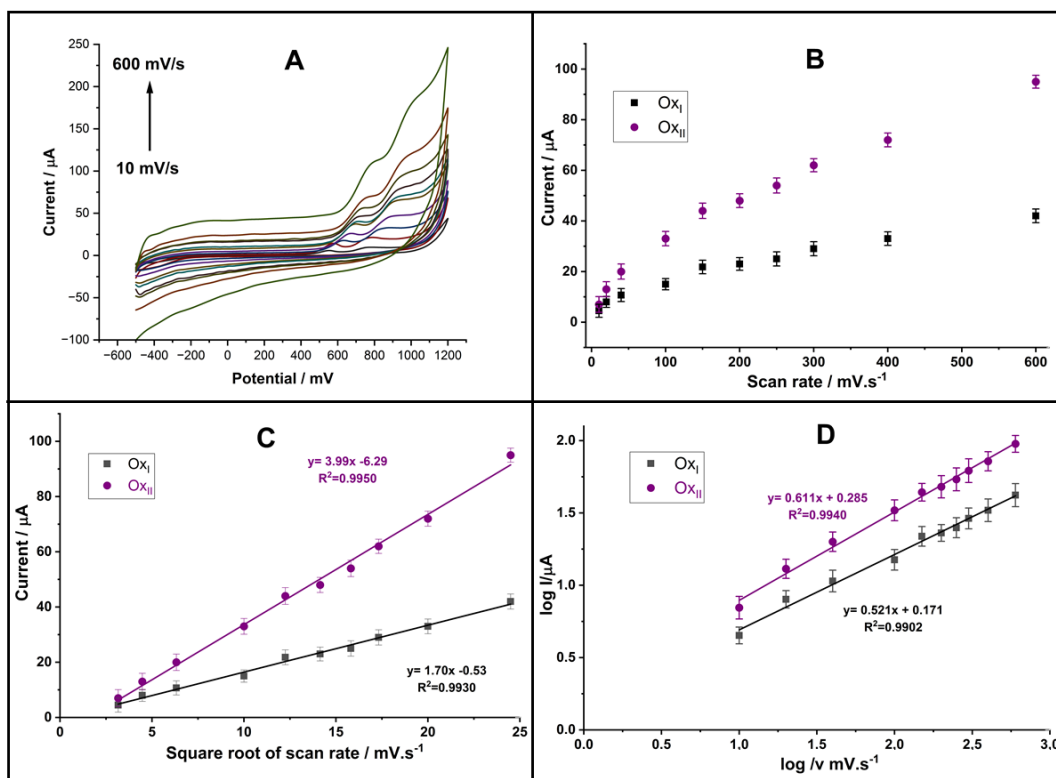 A
600 mV/s
10 mV/s
250
200
150
100
50
0
−50
−100
Current / µA
−600 −400 −200 0 200 400 600 800 1000 1200
Potential / mV
B
OxI
OxII
100
80
60
40
20
0
Current / µA
0 100 200 300 400 500 600
Scan rate / mV.s-1
C
OxI
OxII
y= 3.99x -6.29
R2=0.9950
y= 1.70x -0.53
R2=0.9930
100
80
60
40
20
0
Current / µA
0 5 10 15 20 25
Square root of scan rate / mV.s-1
D
OxI
OxII
y= 0.611x + 0.285
R2=0.9940
y= 0.521x + 0.171
R2=0.9902
2.0
1.5
1.0
0.5
0.0
log I/µA
0.0 0.5 1.0 1.5 2.0 2.5 3.0
log /v mV.s-1